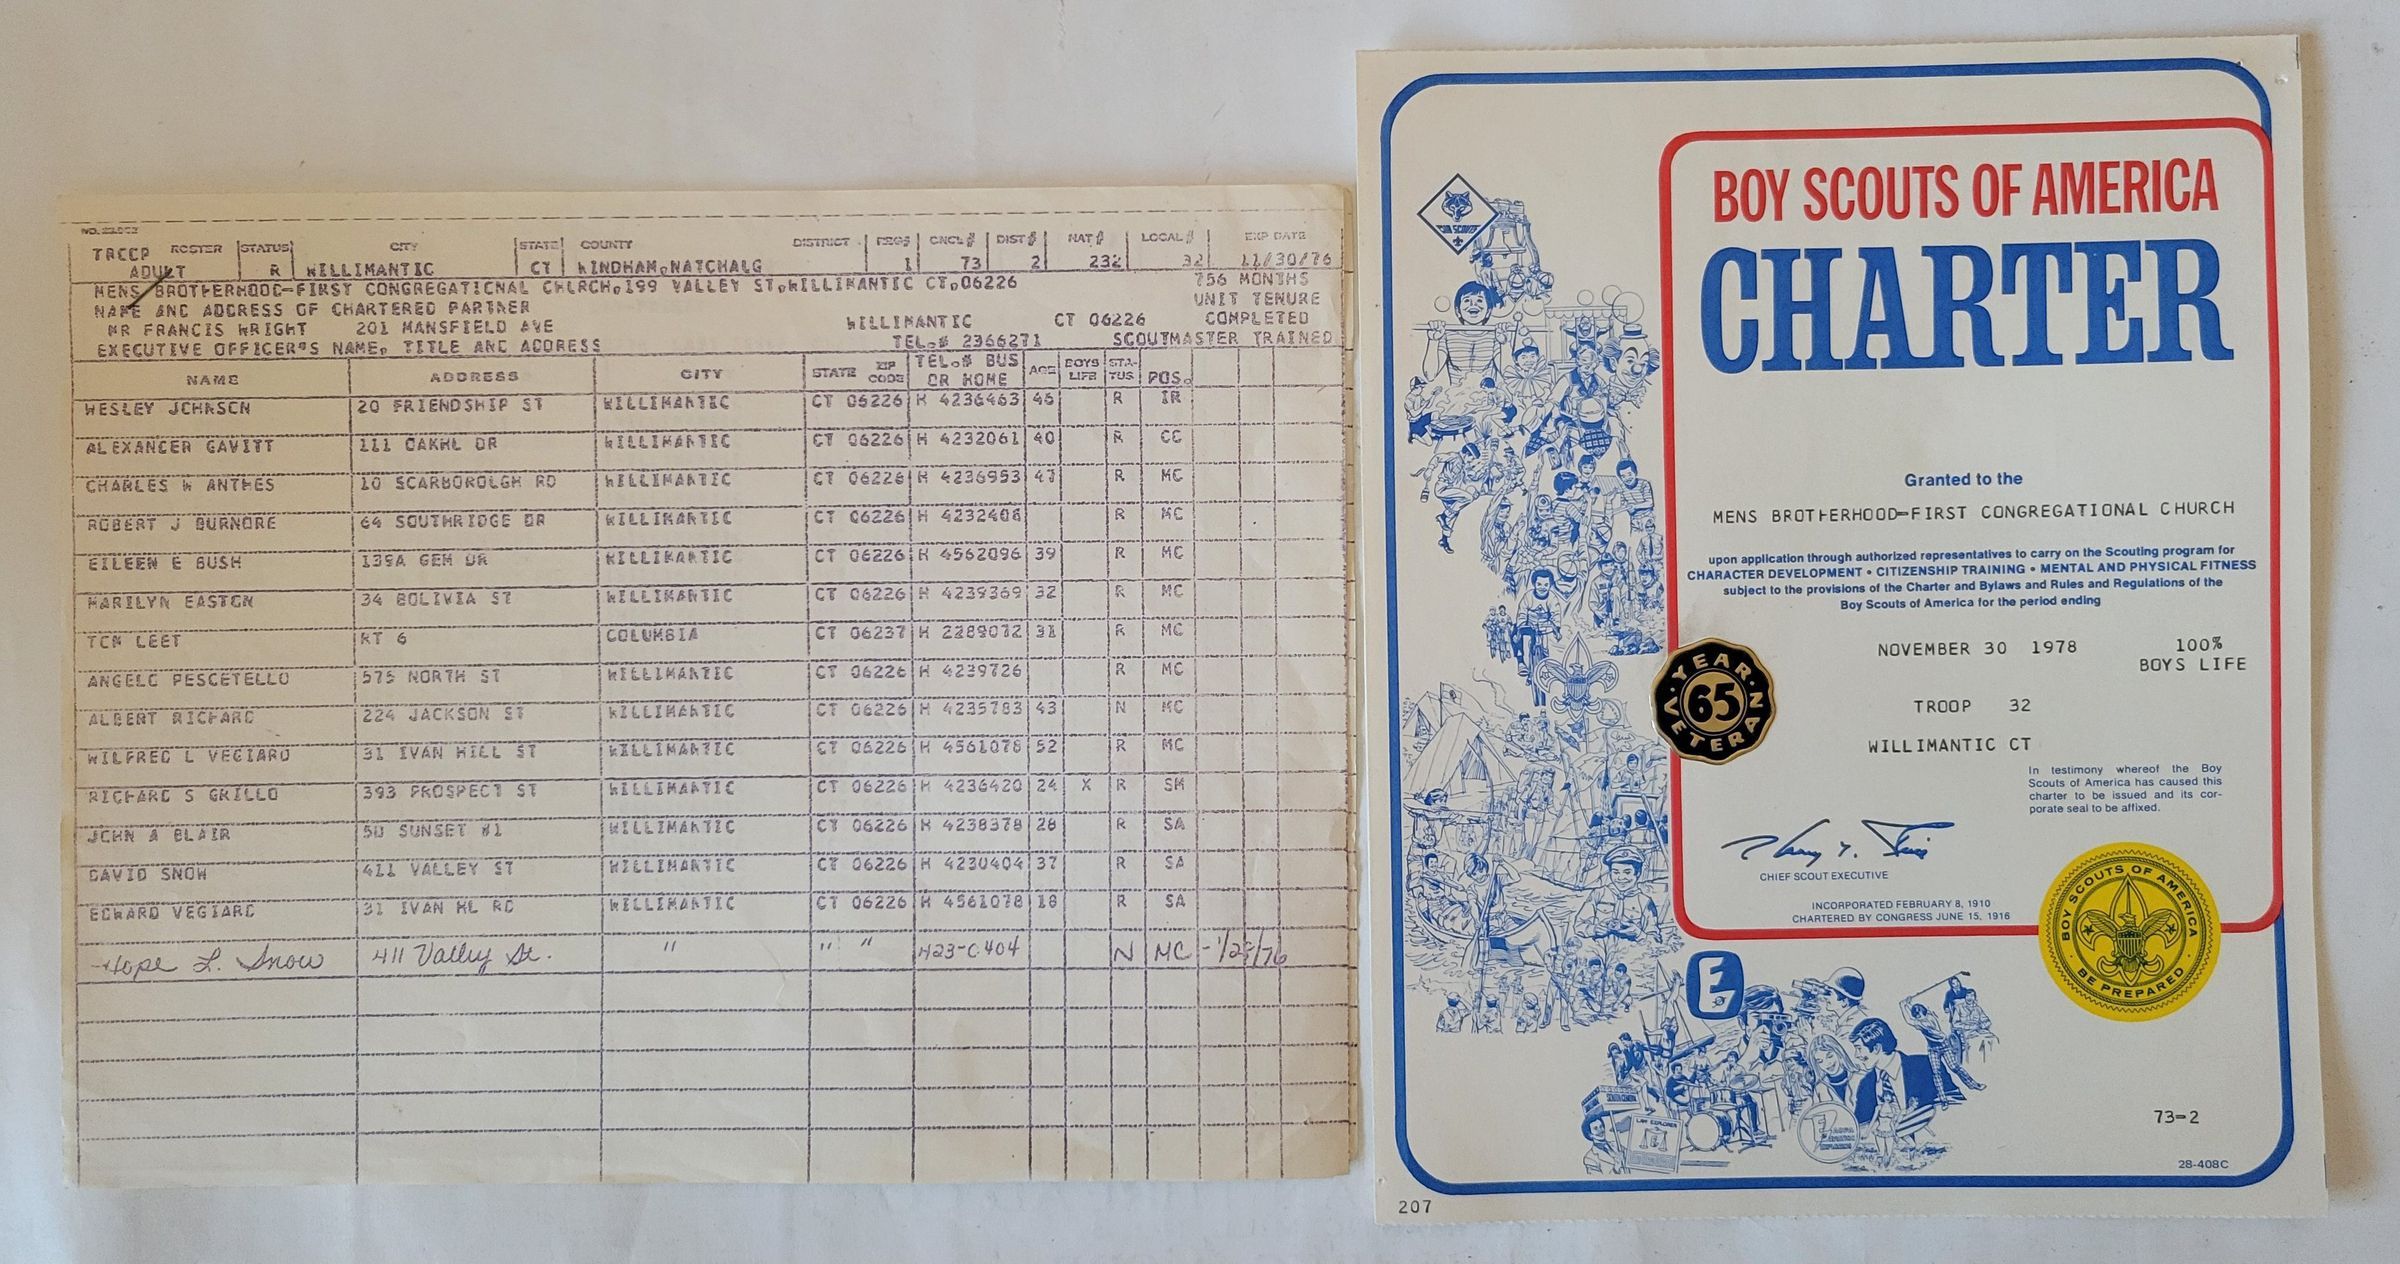 TROOP ROSTER STATUS CITY STATE COUNTY DISTRICT REG# CNCL# DIST# NAT# LOCAL# EXP DATE
ADULT R WILLIMANTIC CT WINDHAM,NATCHALG 1 73 2 232 32 11/30/76
MENS BROTHERHOOD-FIRST CONGREGATIONAL CHURCH,199 VALLEY ST,WILLIMANTIC CT,06226 756 MONTHS
NAME AND ADDRESS OF CHARTERED PARTNER UNIT TENURE
MR FRANCIS WRIGHT 201 MANSFIELD AVE WILLIMANTIC CT 06226 COMPLETED
EXECUTIVE OFFICER'S NAME, TITLE AND ADDRESS TEL.# 2366271 SCOUTMASTER TRAINED
NAME ADDRESS CITY STATE ZIP CODE TEL.# BUS OR HOME AGE BOYS LIFE STA-TUS POS.
WESLEY JOHNSON 20 FRIENDSHIP ST WILLIMANTIC CT 06226 H 4236463 46 R IR
ALEXANDER GAVITT 111 OAKHL DR WILLIMANTIC CT 06226 H 4232061 40 R CC
CHARLES W ANTHES 10 SCARBOROUGH RD WILLIMANTIC CT 06226 H 4236953 47 R MC
ROBERT J BURNORE 64 SOUTHRIDGE DR WILLIMANTIC CT 06226 H 4232408 R MC
EILEEN E BUSH 139A GEM DR WILLIMANTIC CT 06226 H 4562096 39 R MC
MARILYN EASTON 34 BOLIVIA ST WILLIMANTIC CT 06226 H 4239369 32 R MC
TOM LEET RT 6 COLUMBIA CT 06237 H 2289072 31 R MC
ANGELO PESCETELLO 575 NORTH ST WILLIMANTIC CT 06226 H 4239726 R MC
ALBERT RICHARD 224 JACKSON ST WILLIMANTIC CT 06226 H 4235783 43 N MC
WILFRED L VEGIARD 31 IVAN HILL ST WILLIMANTIC CT 06226 H 4561078 52 R MC
RICHARD S GRILLO 393 PROSPECT ST WILLIMANTIC CT 06226 H 4236420 24 X R SM
JOHN A BLAIR 50 SUNSET #1 WILLIMANTIC CT 06226 H 4238378 28 R SA
DAVID SNOW 411 VALLEY ST WILLIMANTIC CT 06226 H 4230404 37 R SA
EDWARD VEGIARD 31 IVAN HL RD WILLIMANTIC CT 06226 H 4561078 18 R SA
Hope L. Snow 411 Valley St. " " " 423-0404 N MC -1/28/76
BOY SCOUTS OF AMERICA
CHARTER
CUB SCOUTS
Granted to the
MENS BROTHERHOOD-FIRST CONGREGATIONAL CHURCH
upon application through authorized representatives to carry on the Scouting program for
CHARACTER DEVELOPMENT • CITIZENSHIP TRAINING • MENTAL AND PHYSICAL FITNESS
subject to the provisions of the Charter and Bylaws and Rules and Regulations of the
Boy Scouts of America for the period ending
NOVEMBER 30 1978 100%
BOYS LIFE
YEAR 65 VETERAN
TROOP 32
WILLIMANTIC CT
In testimony whereof the Boy
Scouts of America has caused this
charter to be issued and its cor-
porate seal to be affixed.
CHIEF SCOUT EXECUTIVE
INCORPORATED FEBRUARY 8, 1910
CHARTERED BY CONGRESS JUNE 15, 1916
BOY SCOUTS OF AMERICA
BE PREPARED
E
LAW EXPLORER
73-2
28-408C
207